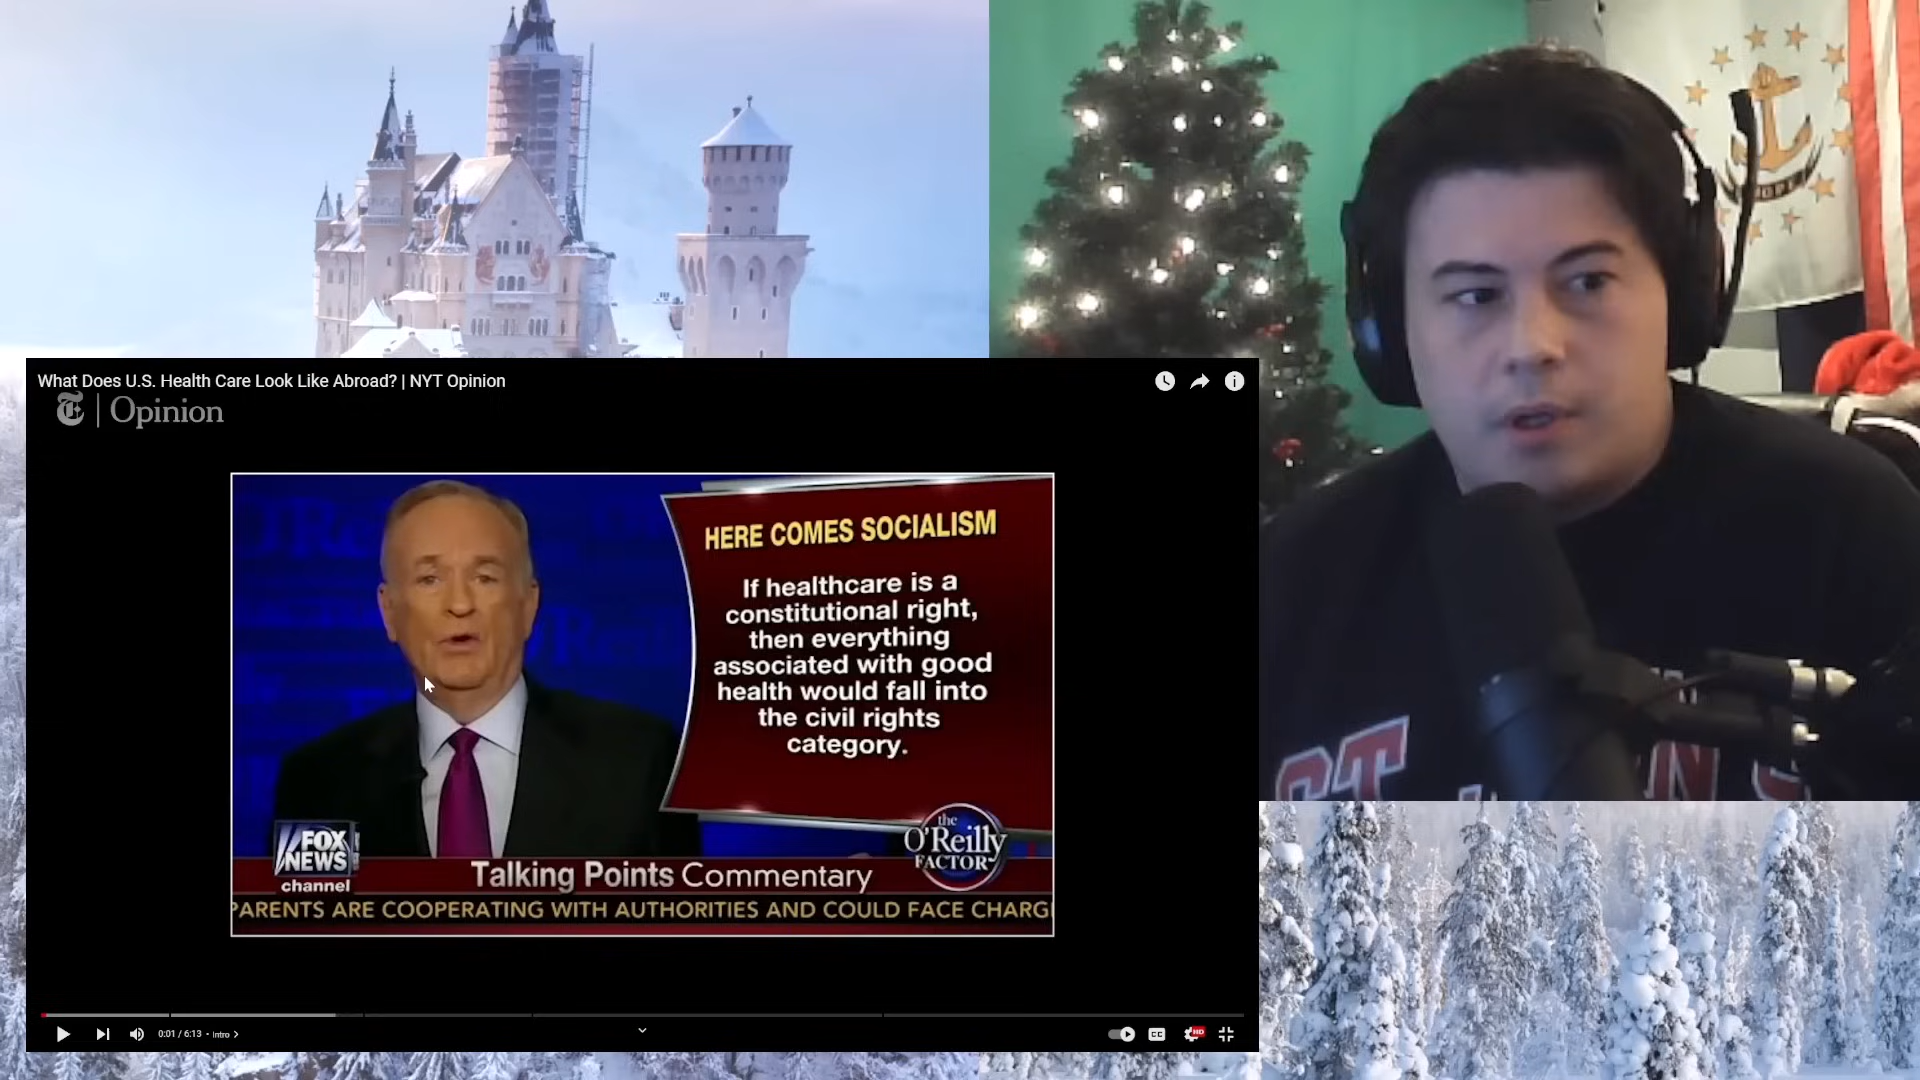 What Does U.S. Health Care Look Like Abroad? | NYT Opinion
Opinion
HERE COMES SOCIALISM
If healthcare is a
constitutional right,
then everything
associated with good
health would fall into
the civil rights
category.
the
O'Reilly
FACTOR
FOX
NEWS
channel
Talking Points Commentary
PARENTS ARE COOPERATING WITH AUTHORITIES AND COULD FACE
0:01 / 6:13 • Intro
CC
HD